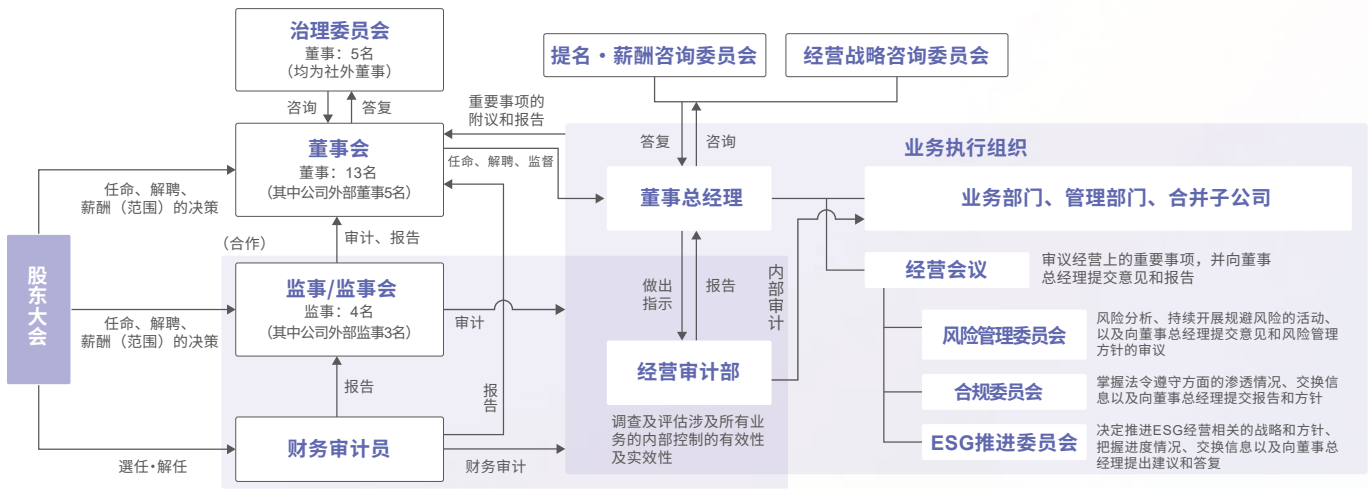 治理委员会
董事：5名
（均为社外董事）
咨询
答复
董事会
董事：13名
(其中公司外部董事5名)
重要事项的
附议和报告
任命、解聘、监督
提名・薪酬咨询委员会
经营战略咨询委员会
答复
咨询
业务执行组织
董事总经理
业务部门、管理部门、合并子公司
任命、解聘、
薪酬（范围）的决策
审计、报告
（合作）
股东大会
监事/监事会
监事：4名
(其中公司外部监事3名)
审计
任命、解聘、
薪酬（范围）的决策
做出
指示
报告
内部审计
经营会议
审议经营上的重要事项，并向董事
总经理提交意见和报告
风险管理委员会
风险分析、持续开展规避风险的活动、
以及向董事总经理提交意见和风险管理
方针的审议
报告
报告
经营审计部
合规委员会
掌握法令遵守方面的渗透情况、交换信
息以及向董事总经理提交报告和方针
调查及评估涉及所有业
务的内部控制的有效性
及实效性
财务审计员
選任・解任
财务审计
ESG推进委员会
决定推进ESG经营相关的战略和方针、
把握进度情况、交换信息以及向董事总
经理提出建议和答复